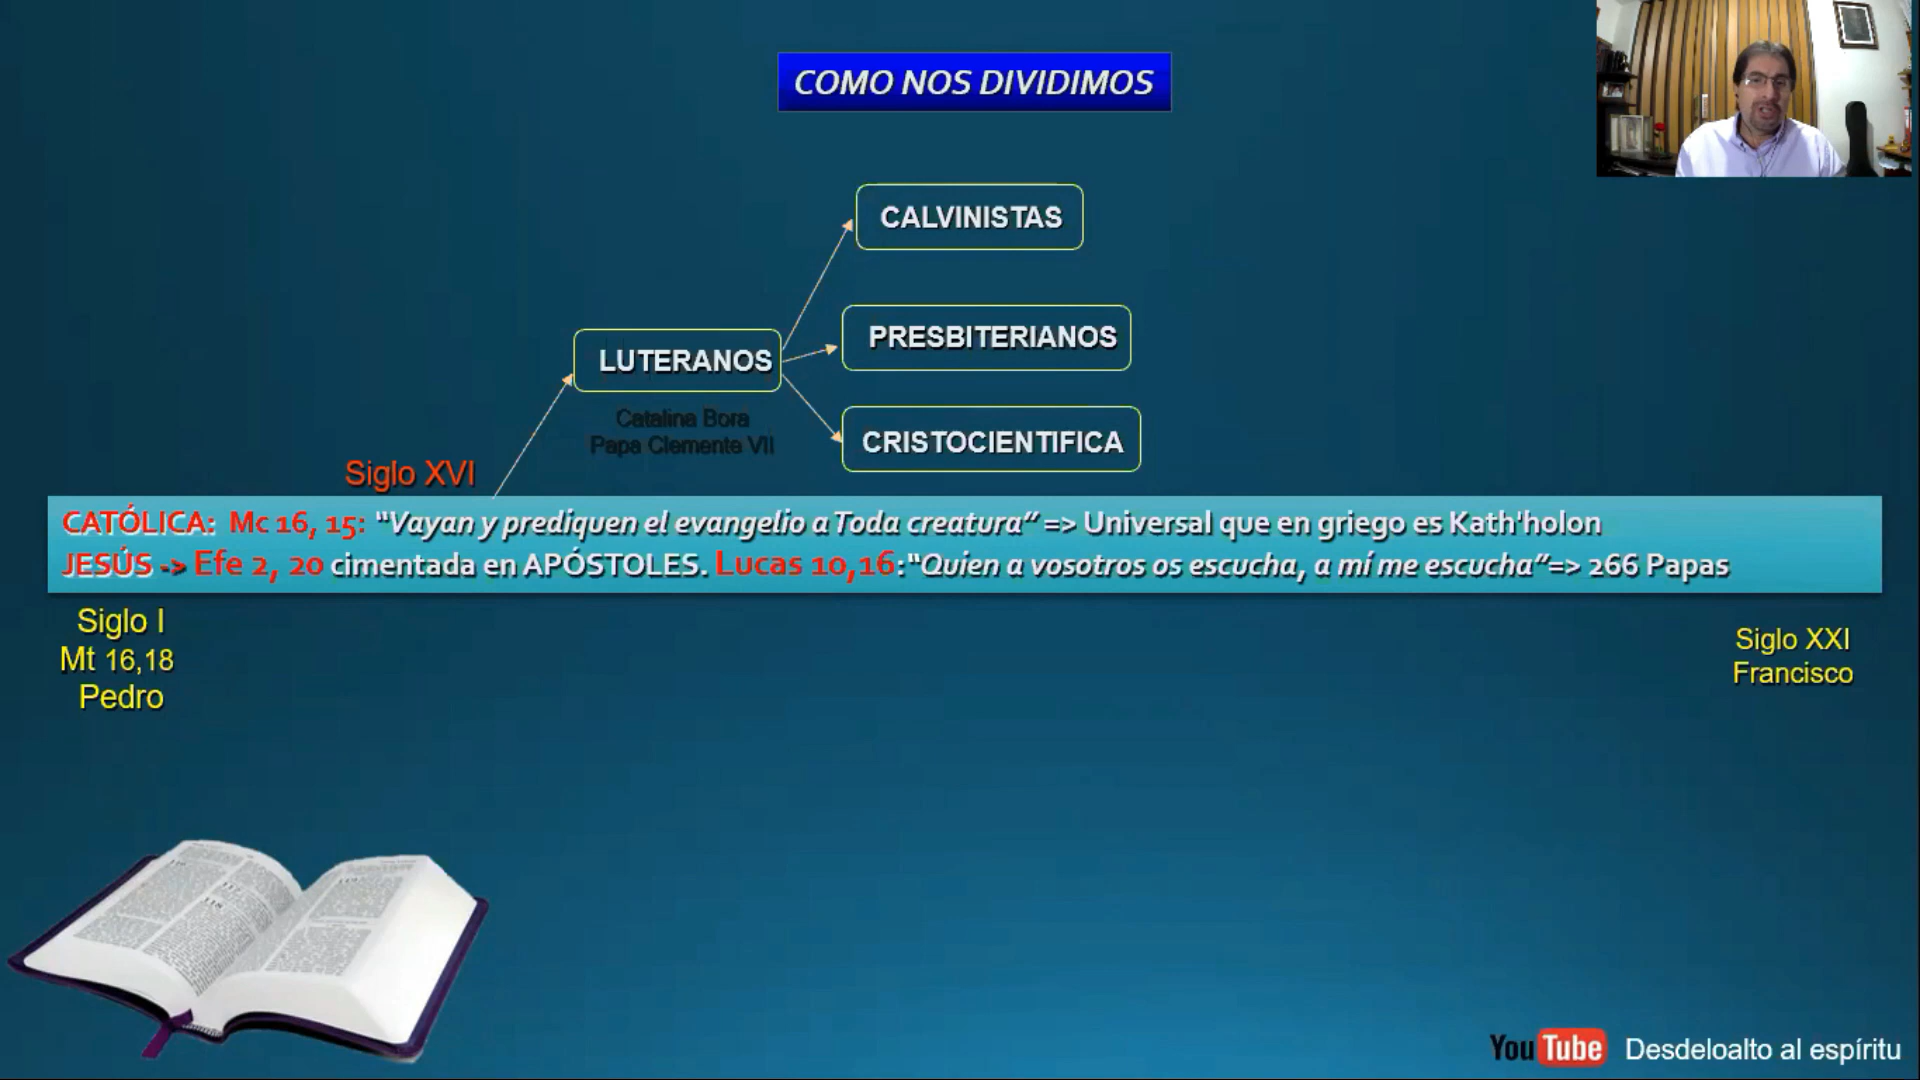 COMO NOS DIVIDIMOS
CALVINISTAS
PRESBITERIANOS
LUTERANOS
Catalina Bora
Papa Clemente VII
CRISTOCIENTIFICA
Siglo XVI
CATÓLICA: Mc 16, 15: “Vayan y prediquen el evangelio a Toda creatura” => Universal que en griego es Kath'holon
JESÚS -> Efe 2, 20 cimentada en APÓSTOLES. Lucas 10,16:“Quien a vosotros os escucha, a mí me escucha”=> 266 Papas
Siglo I
Mt 16,18
Pedro
Siglo XXI
Francisco
117
118
YouTube Desdeloalto al espíritu